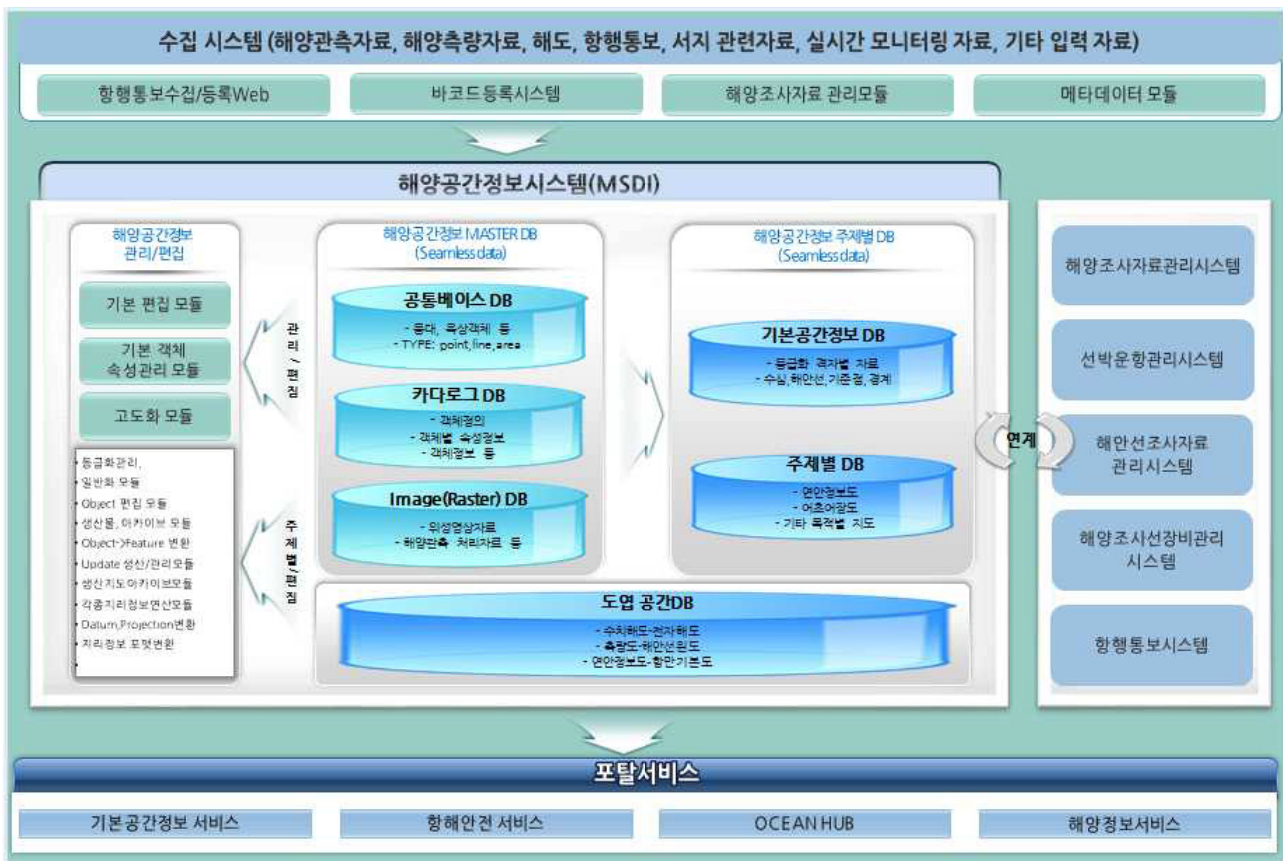 수집 시스템 (해양관측자료, 해양측량자료, 해도, 항행통보, 서지 관련자료, 실시간 모니터링 자료, 기타 입력 자료)
항행통보수집/등록Web
바코드등록시스템
해양조사자료 관리모듈
메타데이터 모듈
해양공간정보시스템(MSDI)
해양공간정보
관리/편집
기본 편집 모듈
기본 객체
속성관리 모듈
고도화 모듈
• 등급화관리,
• 일반화 모듈
• Object 편집 모듈
• 생산물, 아카이브 모듈
• Object->Feature 변환
• Update 생산/관리모듈
• 생산지도아카이브모듈
• 각종지리정보연산모듈
• Datum,Projection변환
• 지리정보 포맷변환
•
관리/편집
주제별/편집
해양공간정보 MASTER DB
(Seamless data)
공통베이스 DB
- 등대, 육상객체 등
- TYPE: point,line,area
카다로그 DB
- 객체정의
- 객체별 속성정보
- 객체정보 등
Image(Raster) DB
- 위성영상자료
- 해양관측 처리자료 등
해양공간정보 주제별 DB
(Seamless data)
기본공간정보 DB
- 등급화 격자별 자료
- 수심,해안선,기준점,경계
주제별 DB
- 연안정보도
- 어초어장도
- 기타 목적별 지도
도엽 공간DB
- 수치해도-전자해도
- 측량도-해안선원도
- 연안정보도-항만기본도
연계
해양조사자료관리시스템
선박운항관리시스템
해안선조사자료
관리시스템
해양조사선장비관리
시스템
항행통보시스템
포탈서비스
기본공간정보 서비스
항해안전 서비스
OCEAN HUB
해양정보서비스